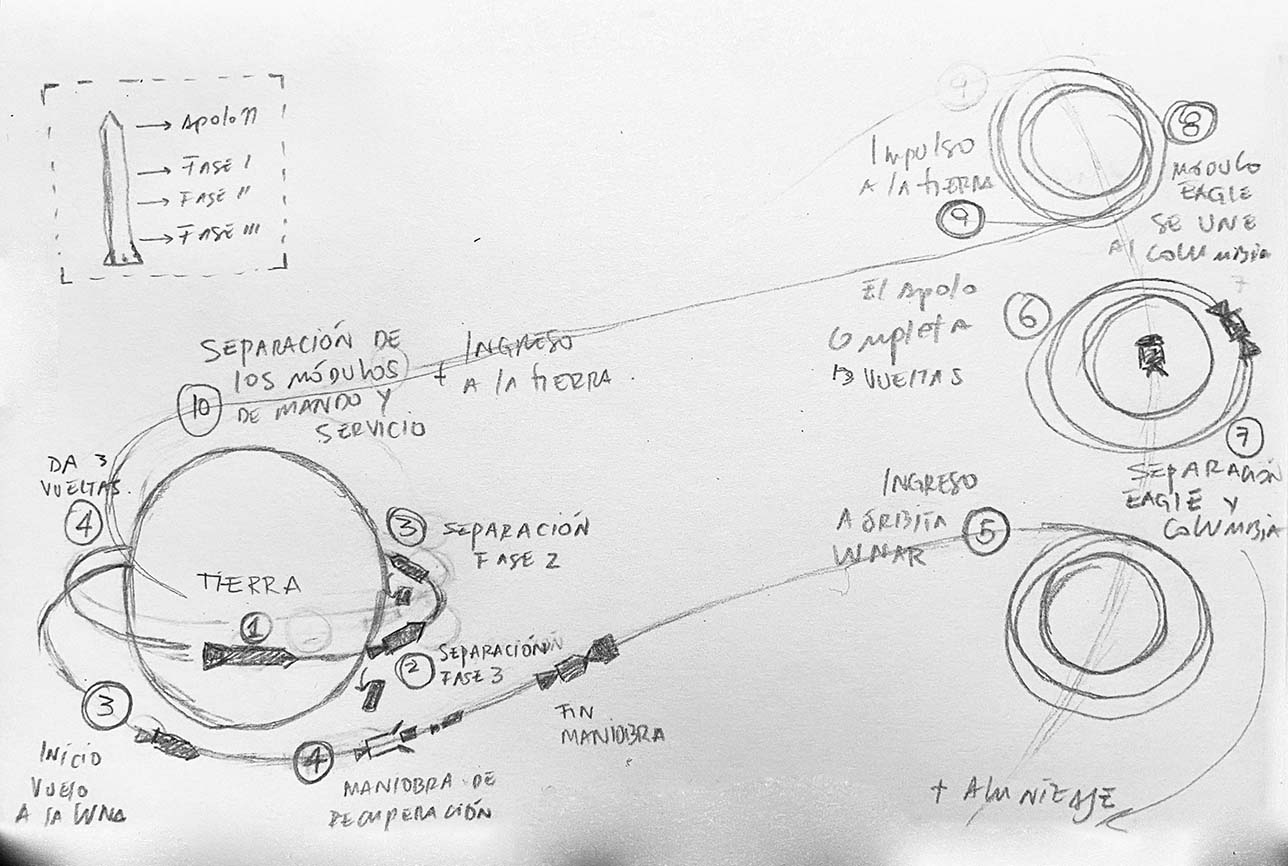 Apolo 11
FASE I
FASE II
FASE III
9
IMPULSO
A LA TIERRA
9
8
MÓDULO
EAGLE
SE UNE
AL COLUMBIA
7
El Apolo
completa
13 VUELTAS
6
7
SEPARACIÓN
EAGLE Y
COLUMBIA
SEPARACIÓN DE
LOS MÓDULOS
DE MANDO Y
SERVICIO
+ INGRESO
A LA TIERRA.
10
DA 3
VUELTAS.
4
3
SEPARACIÓN
FASE 2
TIERRA
1
2
SEPARACIÓN
FASE 3
INGRESO
A ÓRBITA
LUNAR
5
3
INICIO
VUELO
A LA LUNA
4
MANIOBRA DE
RECUPERACIÓN
FIN
MANIOBRA
+ ALUNIZAJE